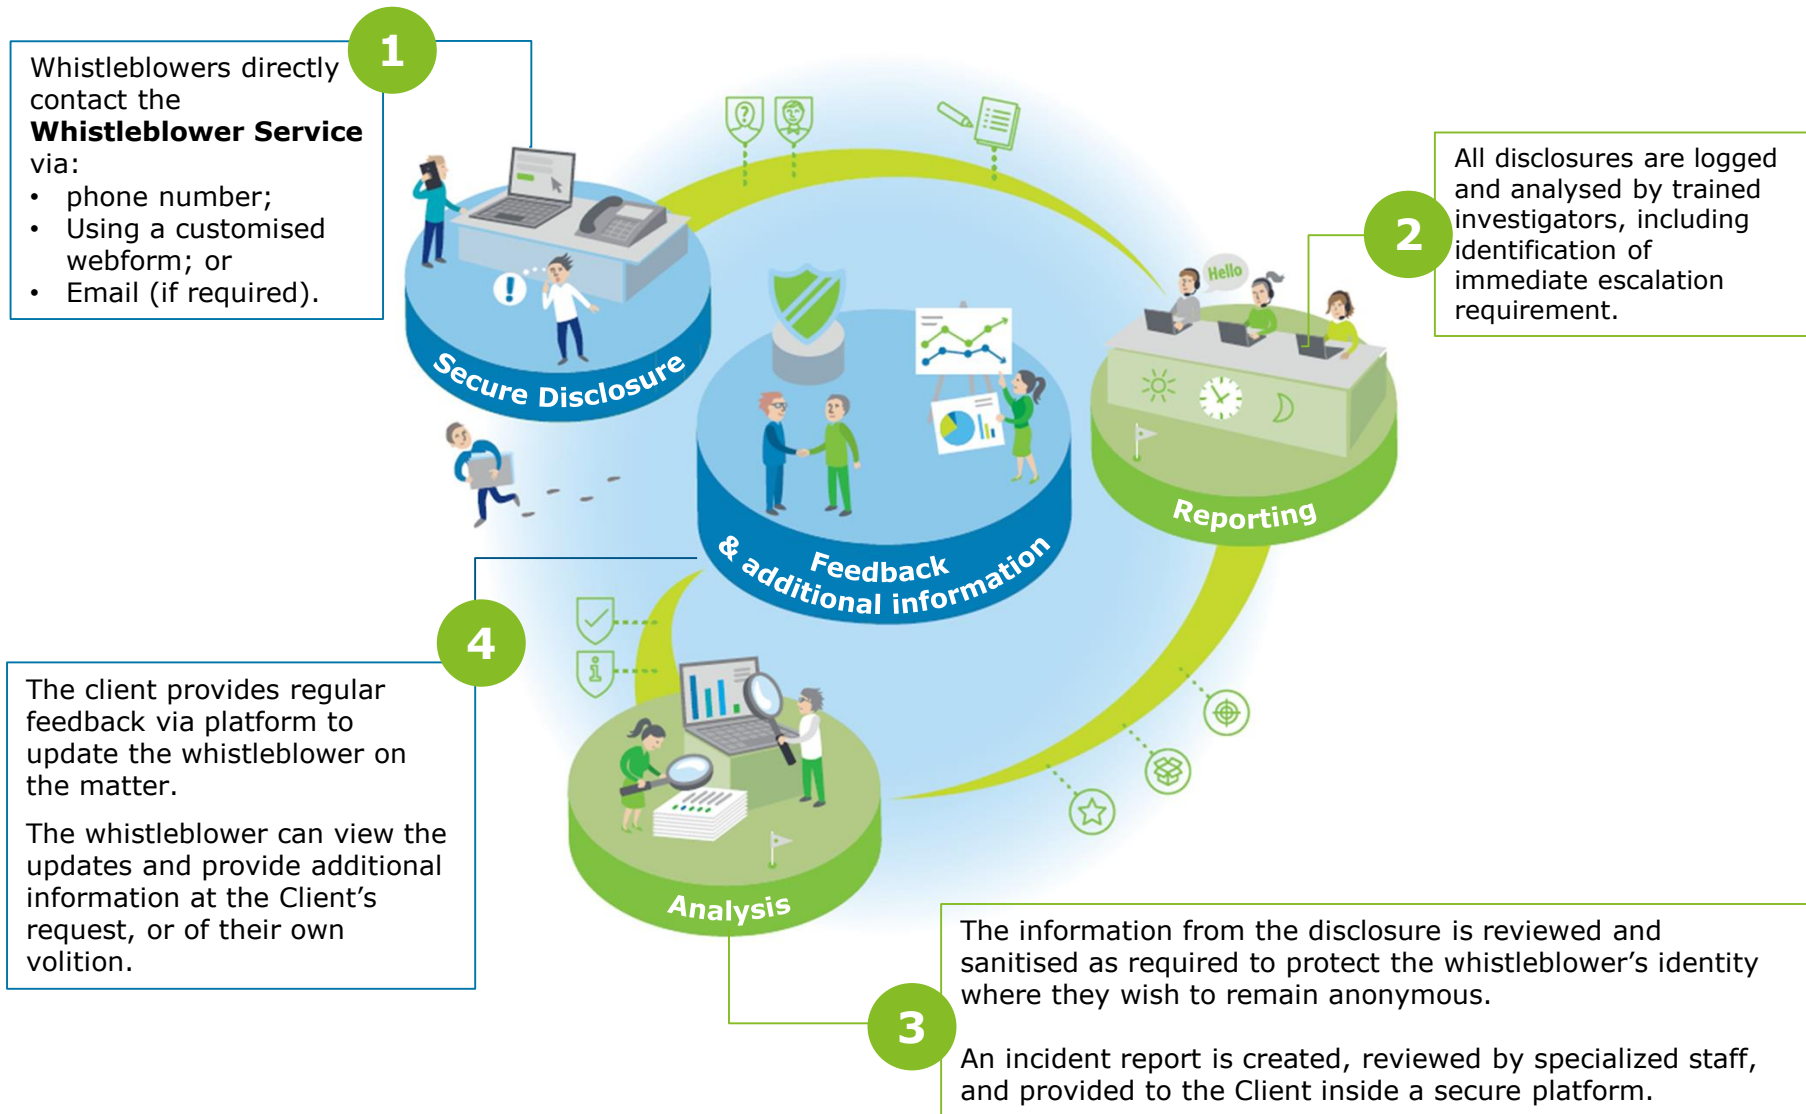 1
Whistleblowers directly
contact the
Whistleblower Service
via:
• phone number;
• Using a customised
webform; or
• Email (if required).
2
All disclosures are logged
and analysed by trained
investigators, including
identification of
immediate escalation
requirement.
Hello
Secure Disclosure
Reporting
Feedback
& additional information
4
The client provides regular
feedback via platform to
update the whistleblower on
the matter.
The whistleblower can view the
updates and provide additional
information at the Client’s
request, or of their own
volition.
Analysis
3
The information from the disclosure is reviewed and
sanitised as required to protect the whistleblower’s identity
where they wish to remain anonymous.
An incident report is created, reviewed by specialized staff,
and provided to the Client inside a secure platform.